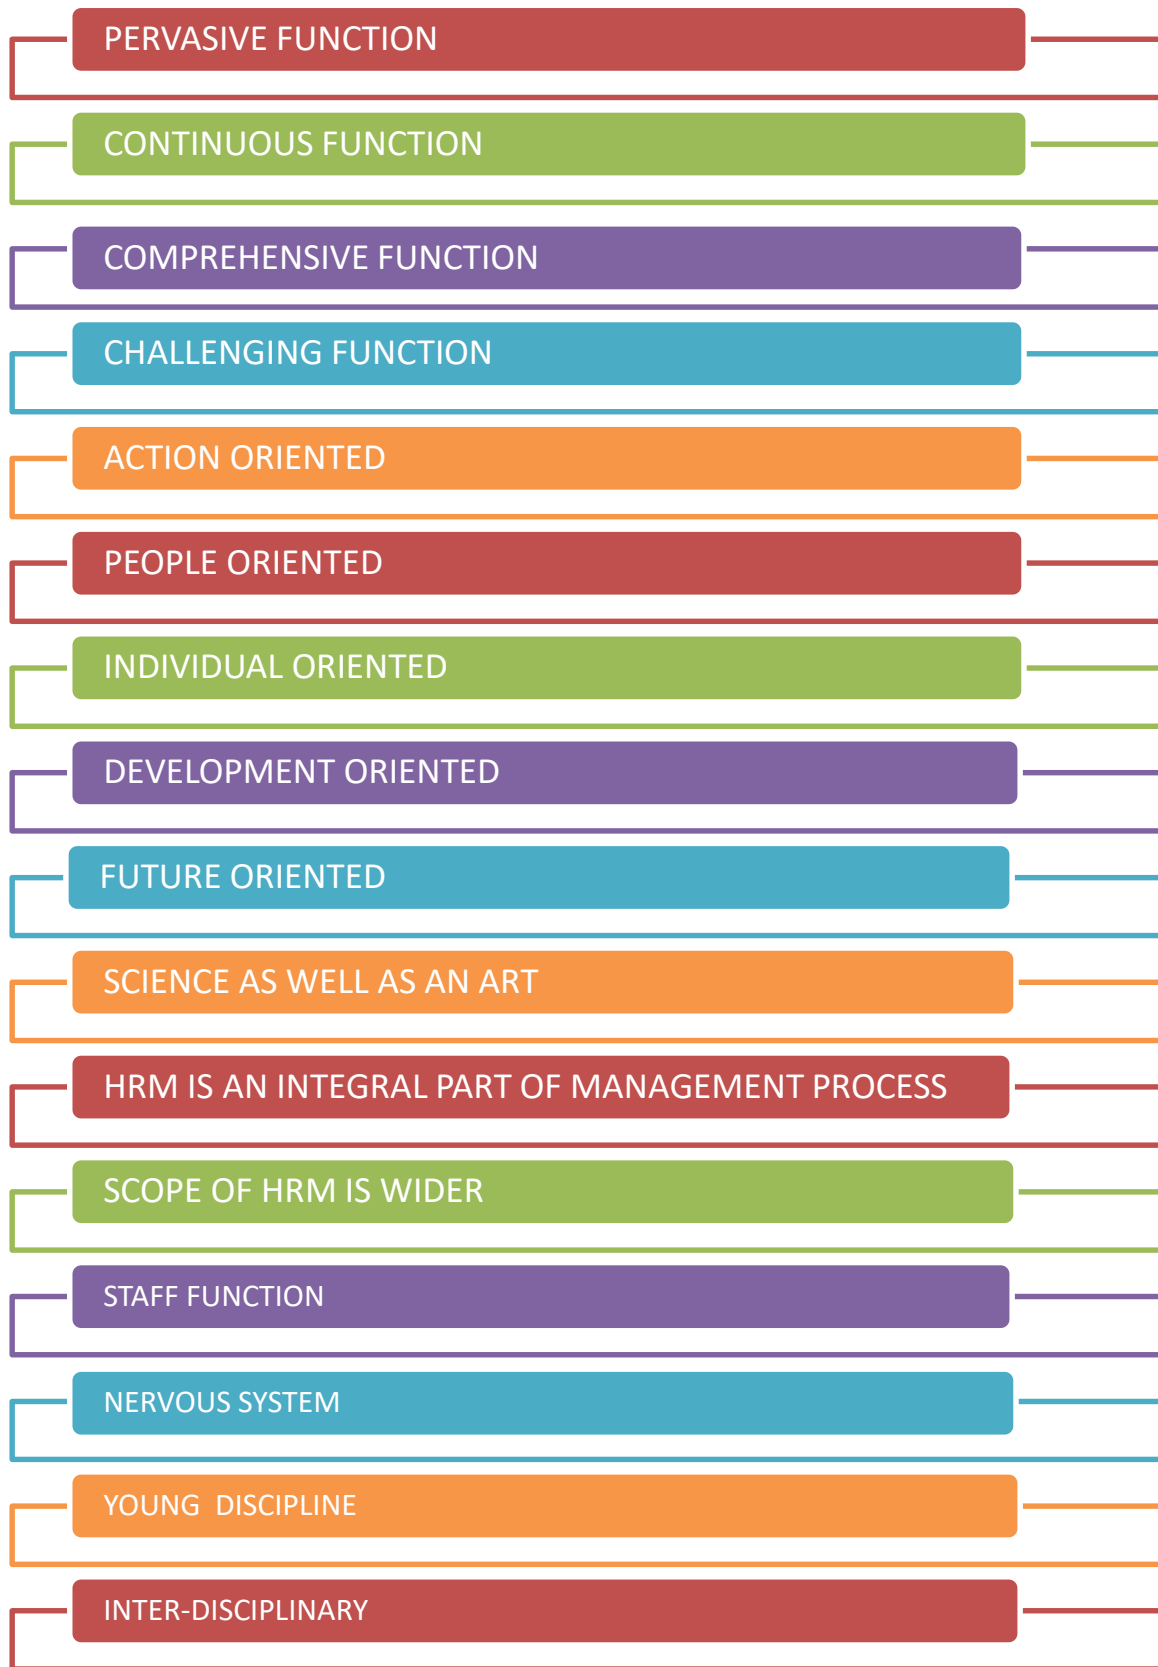 PERVASIVE FUNCTION
CONTINUOUS FUNCTION
COMPREHENSIVE FUNCTION
CHALLENGING FUNCTION
ACTION ORIENTED
PEOPLE ORIENTED
INDIVIDUAL ORIENTED
DEVELOPMENT ORIENTED
FUTURE ORIENTED
SCIENCE AS WELL AS AN ART
HRM IS AN INTEGRAL PART OF MANAGEMENT PROCESS
SCOPE OF HRM IS WIDER
STAFF FUNCTION
NERVOUS SYSTEM
YOUNG  DISCIPLINE
INTER-DISCIPLINARY